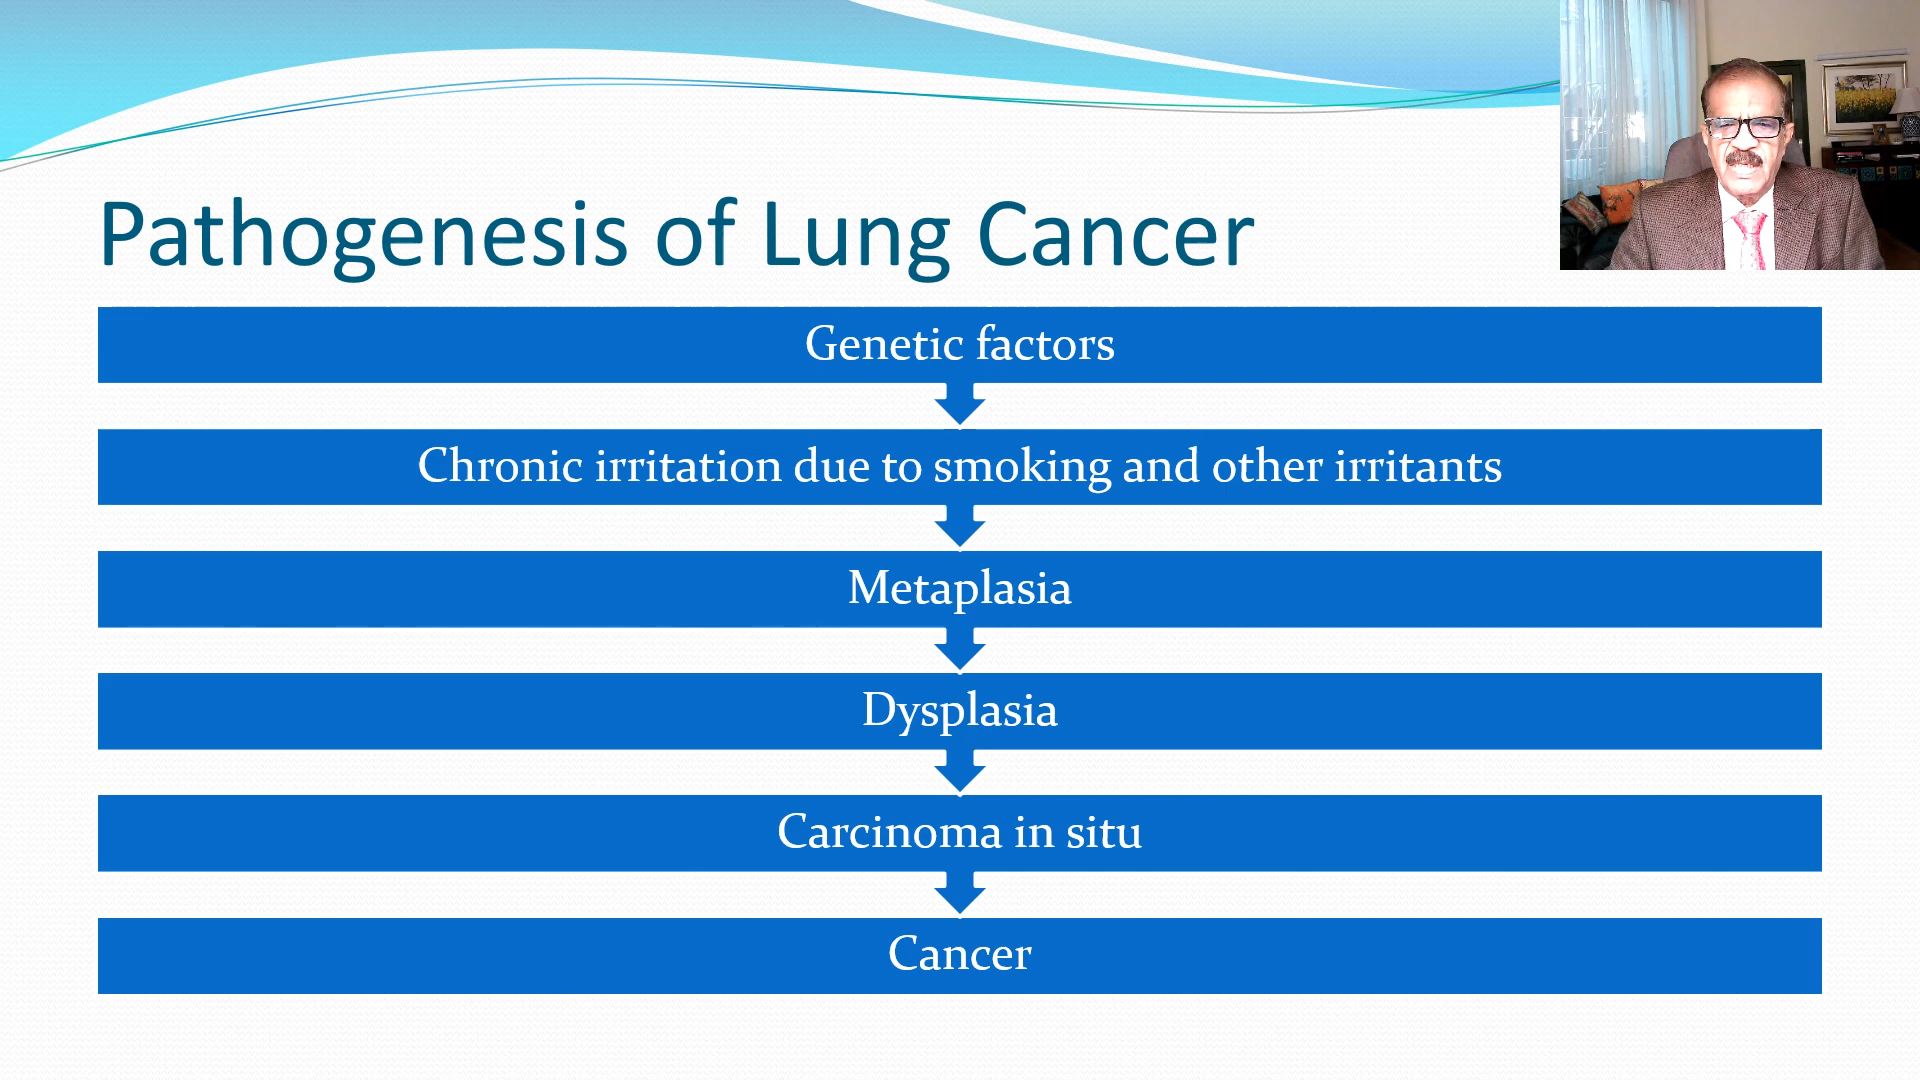 Pathogenesis of Lung Cancer
Genetic factors
Chronic irritation due to smoking and other irritants
Metaplasia
Dysplasia
Carcinoma in situ
Cancer